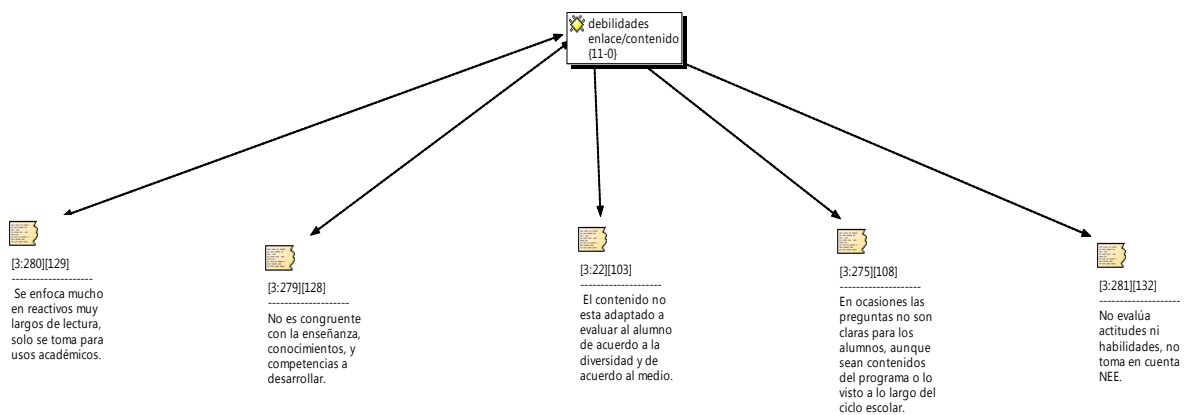 debilidades
enlace/contenido
{11-0}
[3:280][129]
--------------------
Se enfoca mucho
en reactivos muy
largos de lectura,
solo se toma para
usos académicos.
[3:279][128]
--------------------
No es congruente
con la enseñanza,
conocimientos, y
competencias a
desarrollar.
[3:22][103]
--------------------
El contenido no
esta adaptado a
evaluar al alumno
de acuerdo a la
diversidad y de
acuerdo al medio.
[3:275][108]
--------------------
En ocasiones las
preguntas no son
claras para los
alumnos, aunque
sean contenidos
del programa o lo
visto a lo largo del
ciclo escolar.
[3:281][132]
--------------------
No evalúa
actitudes ni
habilidades, no
toma en cuenta
NEE.